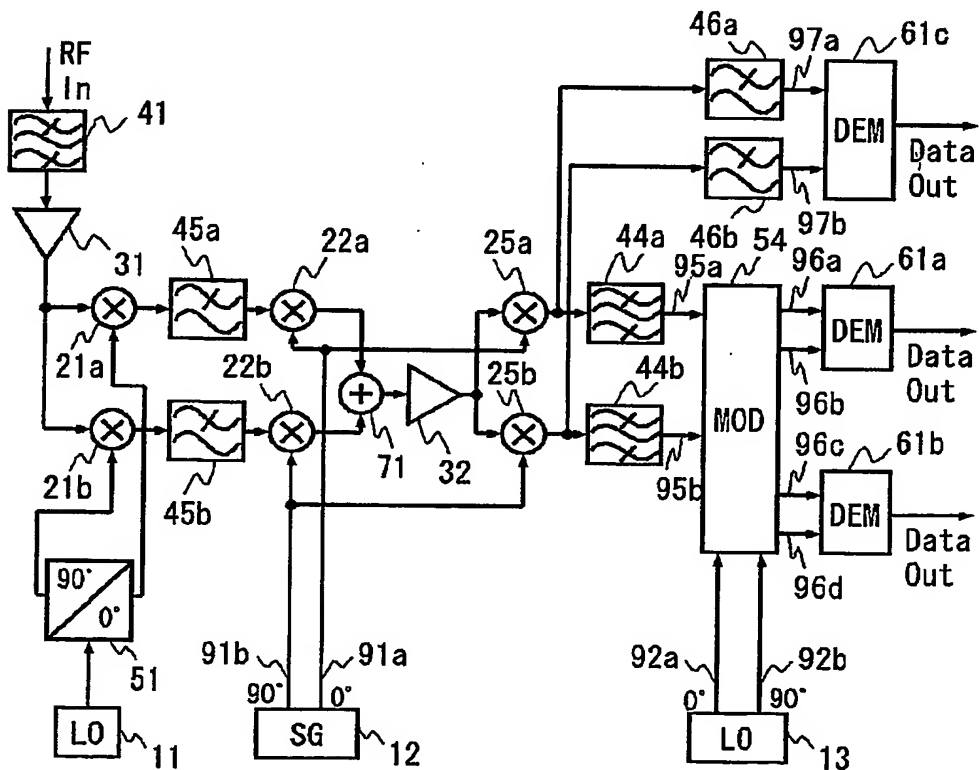 RF
In
41
31
46a
97a
61c
DEM
Data
Out
97b
46b
45a
22a
25a
44a
95a
54
96a
61a
DEM
Data
Out
21a
22b
25b
44b
MOD
96b
96c
61b
71
32
21b
45b
95b
DEM
Data
Out
96d
90°
0°
51
91b
91a
90°
0°
92a
92b
0°
90°
LO
11
SG
12
LO
13